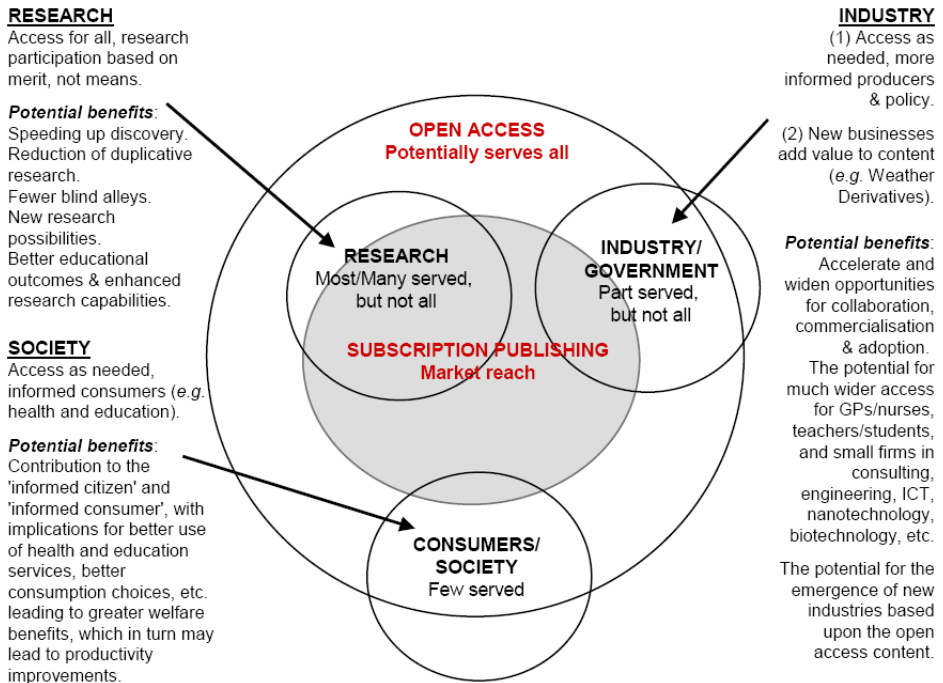 RESEARCH
Access for all, research
participation based on
merit, not means.
Potential benefits:
Speeding up discovery.
Reduction of duplicative
research.
Fewer blind alleys.
New research
possibilities.
Better educational
outcomes & enhanced
research capabilities.
SOCIETY
Access as needed,
informed consumers (e.g.
health and education).
Potential benefits:
Contribution to the
'informed citizen' and
'informed consumer', with
implications for better use
of health and education
services, better
consumption choices, etc.
leading to greater welfare
benefits, which in turn may
lead to productivity
improvements.
OPEN ACCESS
Potentially serves all
RESEARCH
Most/Many served,
but not all
INDUSTRY/
GOVERNMENT
Part served,
but not all
SUBSCRIPTION PUBLISHING
Market reach
CONSUMERS/
SOCIETY
Few served
INDUSTRY
(1) Access as
needed, more
informed producers
& policy.
(2) New businesses
add value to content
(e.g. Weather
Derivatives).
Potential benefits:
Accelerate and
widen opportunities
for collaboration,
commercialisation
& adoption.
The potential for
much wider access
for GPs/nurses,
teachers/students,
and small firms in
consulting,
engineering, ICT,
nanotechnology,
biotechnology, etc.
The potential for the
emergence of new
industries based
upon the open
access content.